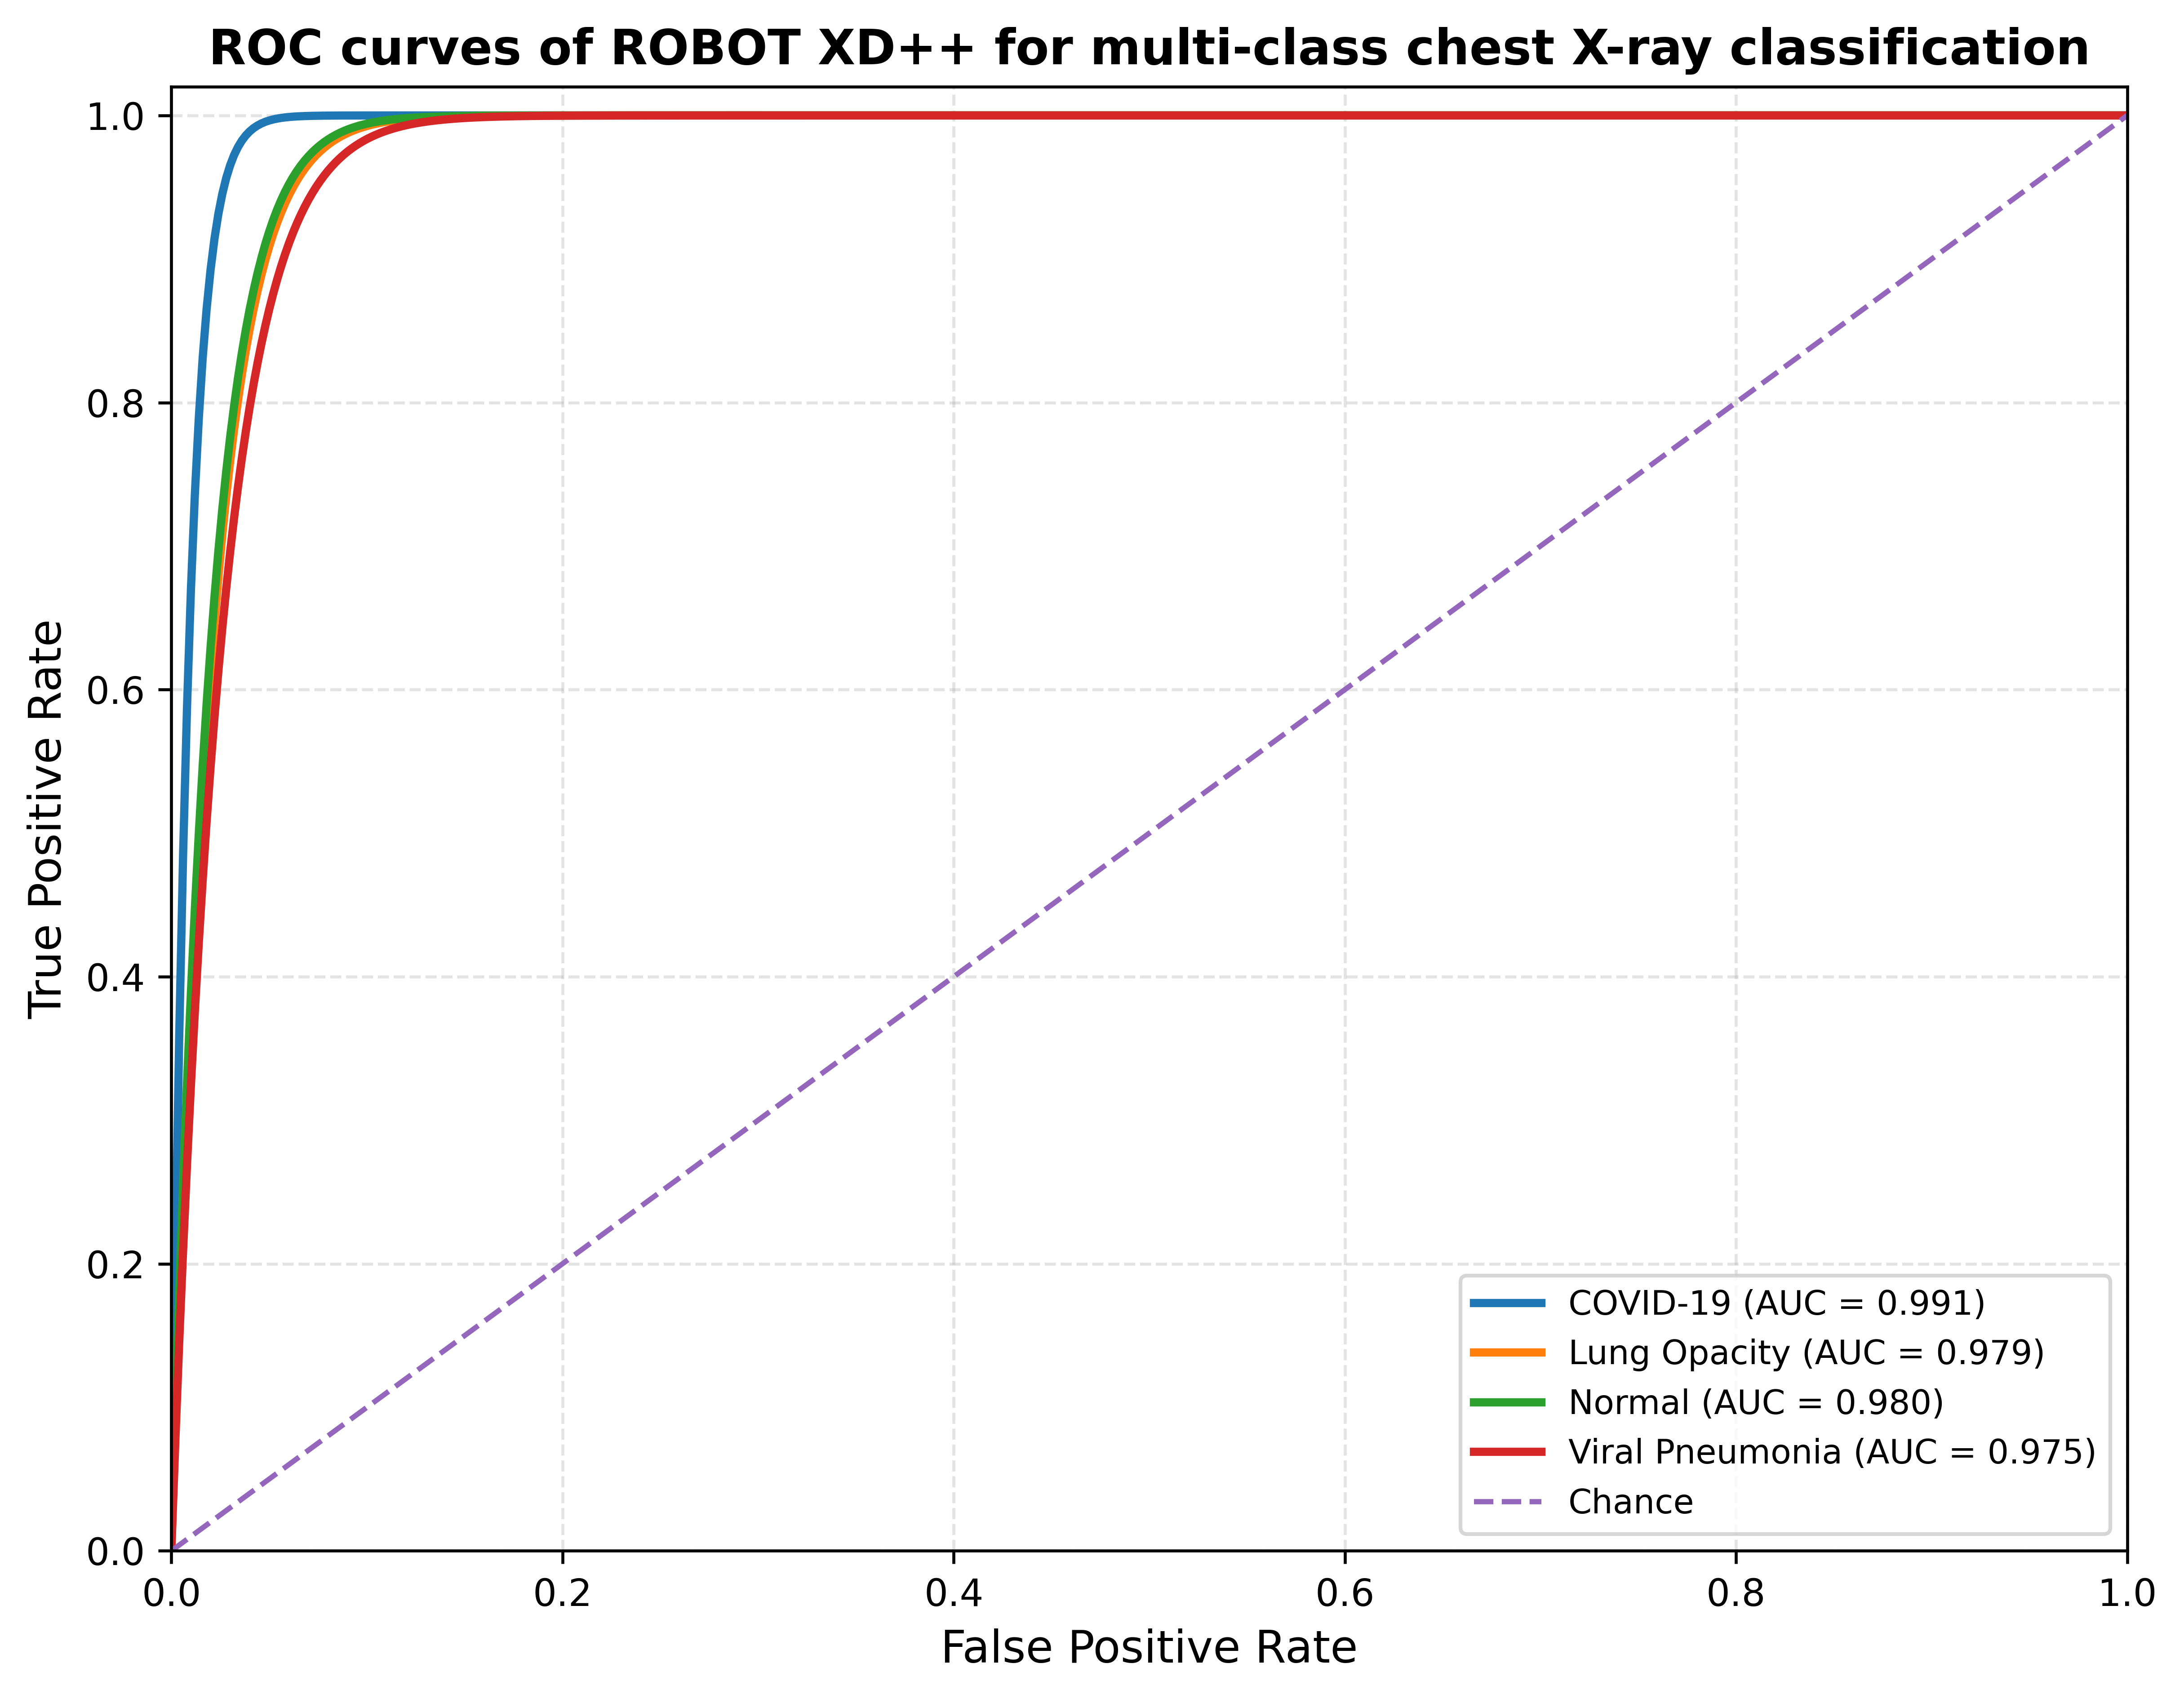 ROC curves of ROBOT XD++ for multi-class chest X-ray classification
1.0
0.8
0.6
0.4
0.2
0.0
True Positive Rate
0.0 0.2 0.4 0.6 0.8 1.0
False Positive Rate
COVID-19 (AUC = 0.991)
Lung Opacity (AUC = 0.979)
Normal (AUC = 0.980)
Viral Pneumonia (AUC = 0.975)
Chance